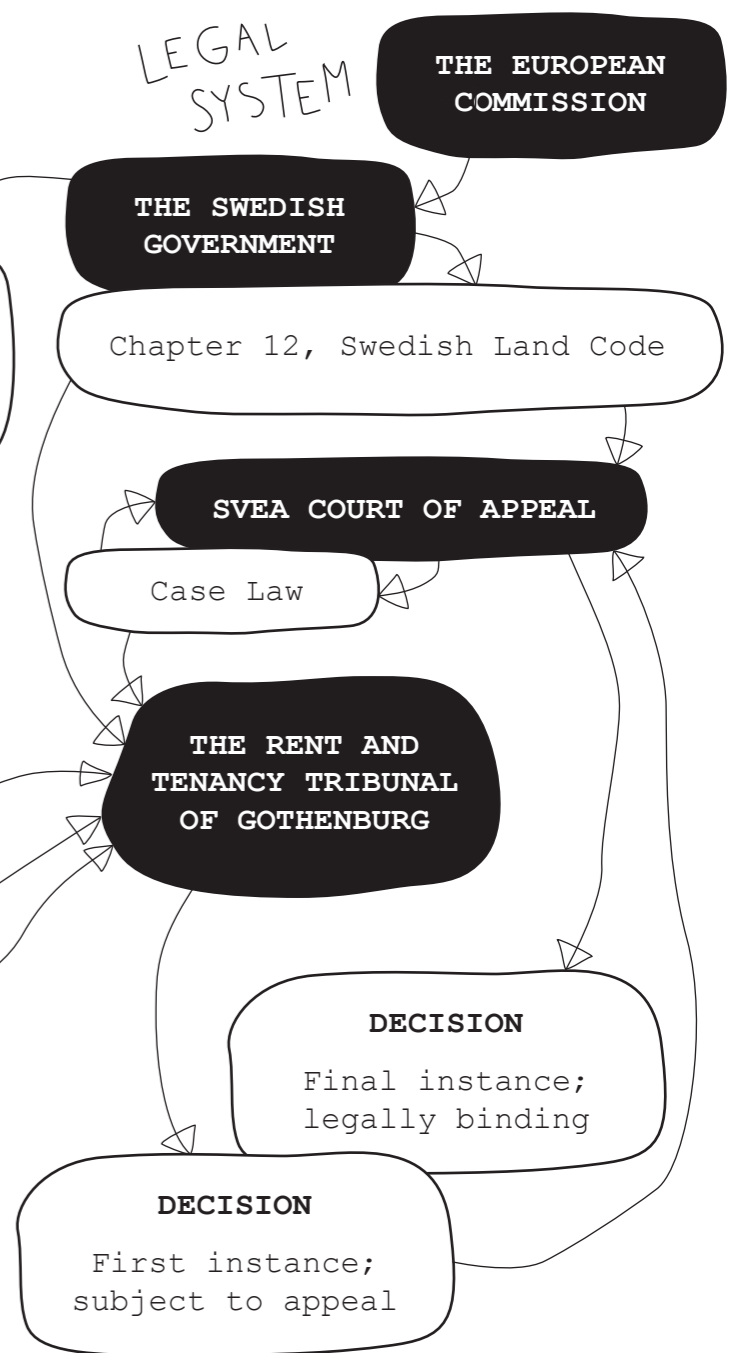 LEGAL
SYSTEM
THE EUROPEAN
COMMISSION
THE SWEDISH
GOVERNMENT
Chapter 12, Swedish Land Code
SVEA COURT OF APPEAL
Case Law
THE RENT AND
TENANCY TRIBUNAL
OF GOTHENBURG
DECISION
Final instance;
legally binding
DECISION
First instance;
subject to appeal